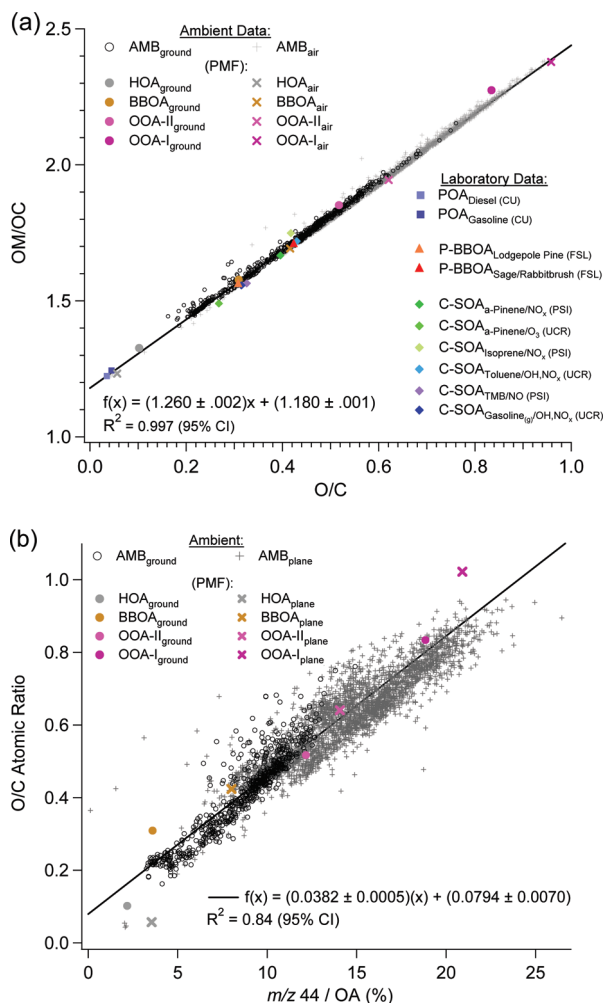 (a)
Ambient Data:
AMBground AMBair
(PMF):
HOAground HOAair
BBOAground BBOAair
OOA-IIground OOA-IIair
OOA-Iground OOA-Iair
Laboratory Data:
POADiesel (CU)
POAGasoline (CU)
P-BBOALodgepole Pine (FSL)
P-BBOASage/Rabbitbrush (FSL)
C-SOAa-Pinene/NOx (PSI)
C-SOAa-Pinene/O3 (UCR)
C-SOAIsoprene/NOx (PSI)
C-SOAToluene/OH,NOx (UCR)
C-SOATMB/NO (PSI)
C-SOAGasoline(g)/OH,NOx (UCR)
f(x) = (1.260 ± .002)x + (1.180 ± .001)
R2 = 0.997 (95% CI)
OM/OC
2.5
2.0
1.5
1.0
0.0 0.2 0.4 0.6 0.8 1.0
O/C
(b)
Ambient:
AMBground AMBplane
(PMF):
HOAground HOAplane
BBOAground BBOAplane
OOA-IIground OOA-IIplane
OOA-Iground OOA-Iplane
f(x) = (0.0382 ± 0.0005)(x) + (0.0794 ± 0.0070)
R2 = 0.84 (95% CI)
O/C Atomic Ratio
1.0
0.8
0.6
0.4
0.2
0.0
0 5 10 15 20 25
m/z 44 / OA (%)